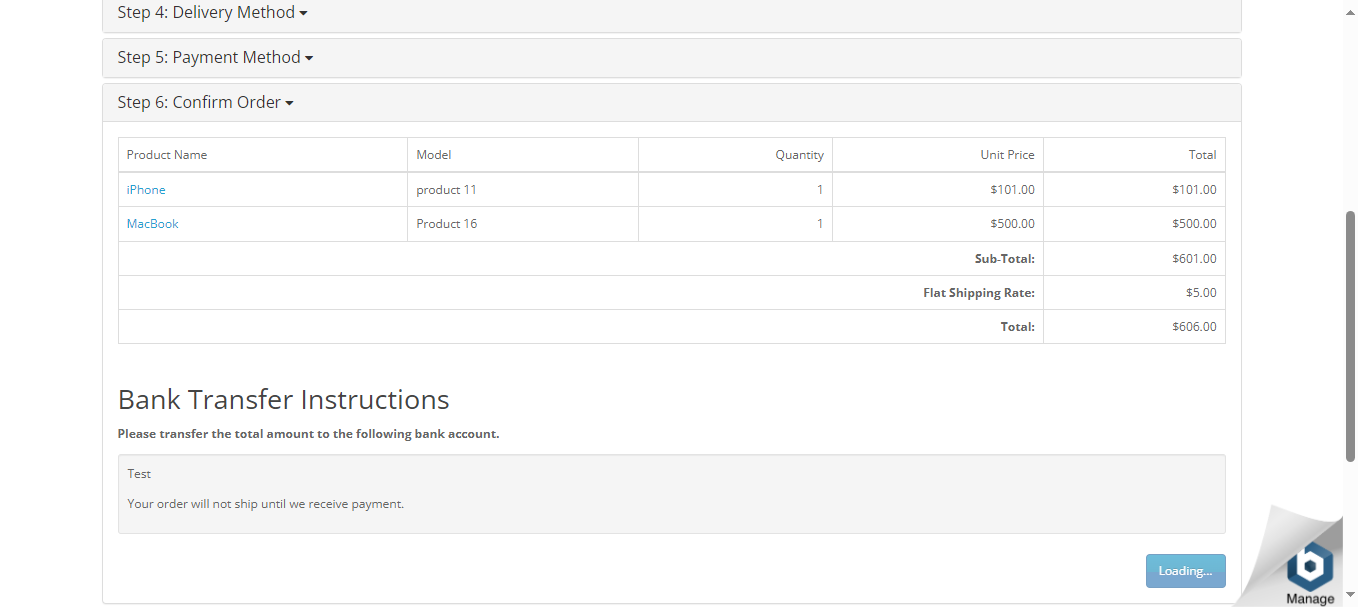 Step 4: Delivery Method
Step 5: Payment Method
Step 6: Confirm Order
Product Name Model Quantity Unit Price Total
iPhone product 11 1 $101.00 $101.00
MacBook Product 16 1 $500.00 $500.00
Sub-Total: $601.00
Flat Shipping Rate: $5.00
Total: $606.00
Bank Transfer Instructions
Please transfer the total amount to the following bank account.
Test
Your order will not ship until we receive payment.
Loading...
b
Manage